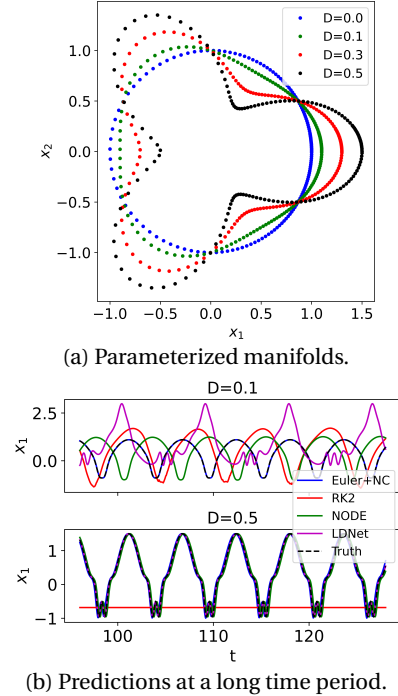 D=0.0
D=0.1
D=0.3
D=0.5
1.0
0.5
0.0
−0.5
−1.0
x2
−1.0 −0.5 0.0 0.5 1.0 1.5
x1
(a) Parameterized manifolds.
D=0.1
2.5
0.0
x1
Euler+NC
RK2
NODE
LDNet
Truth
D=0.5
1
0
−1
x1
100 110 120
t
(b) Predictions at a long time period.